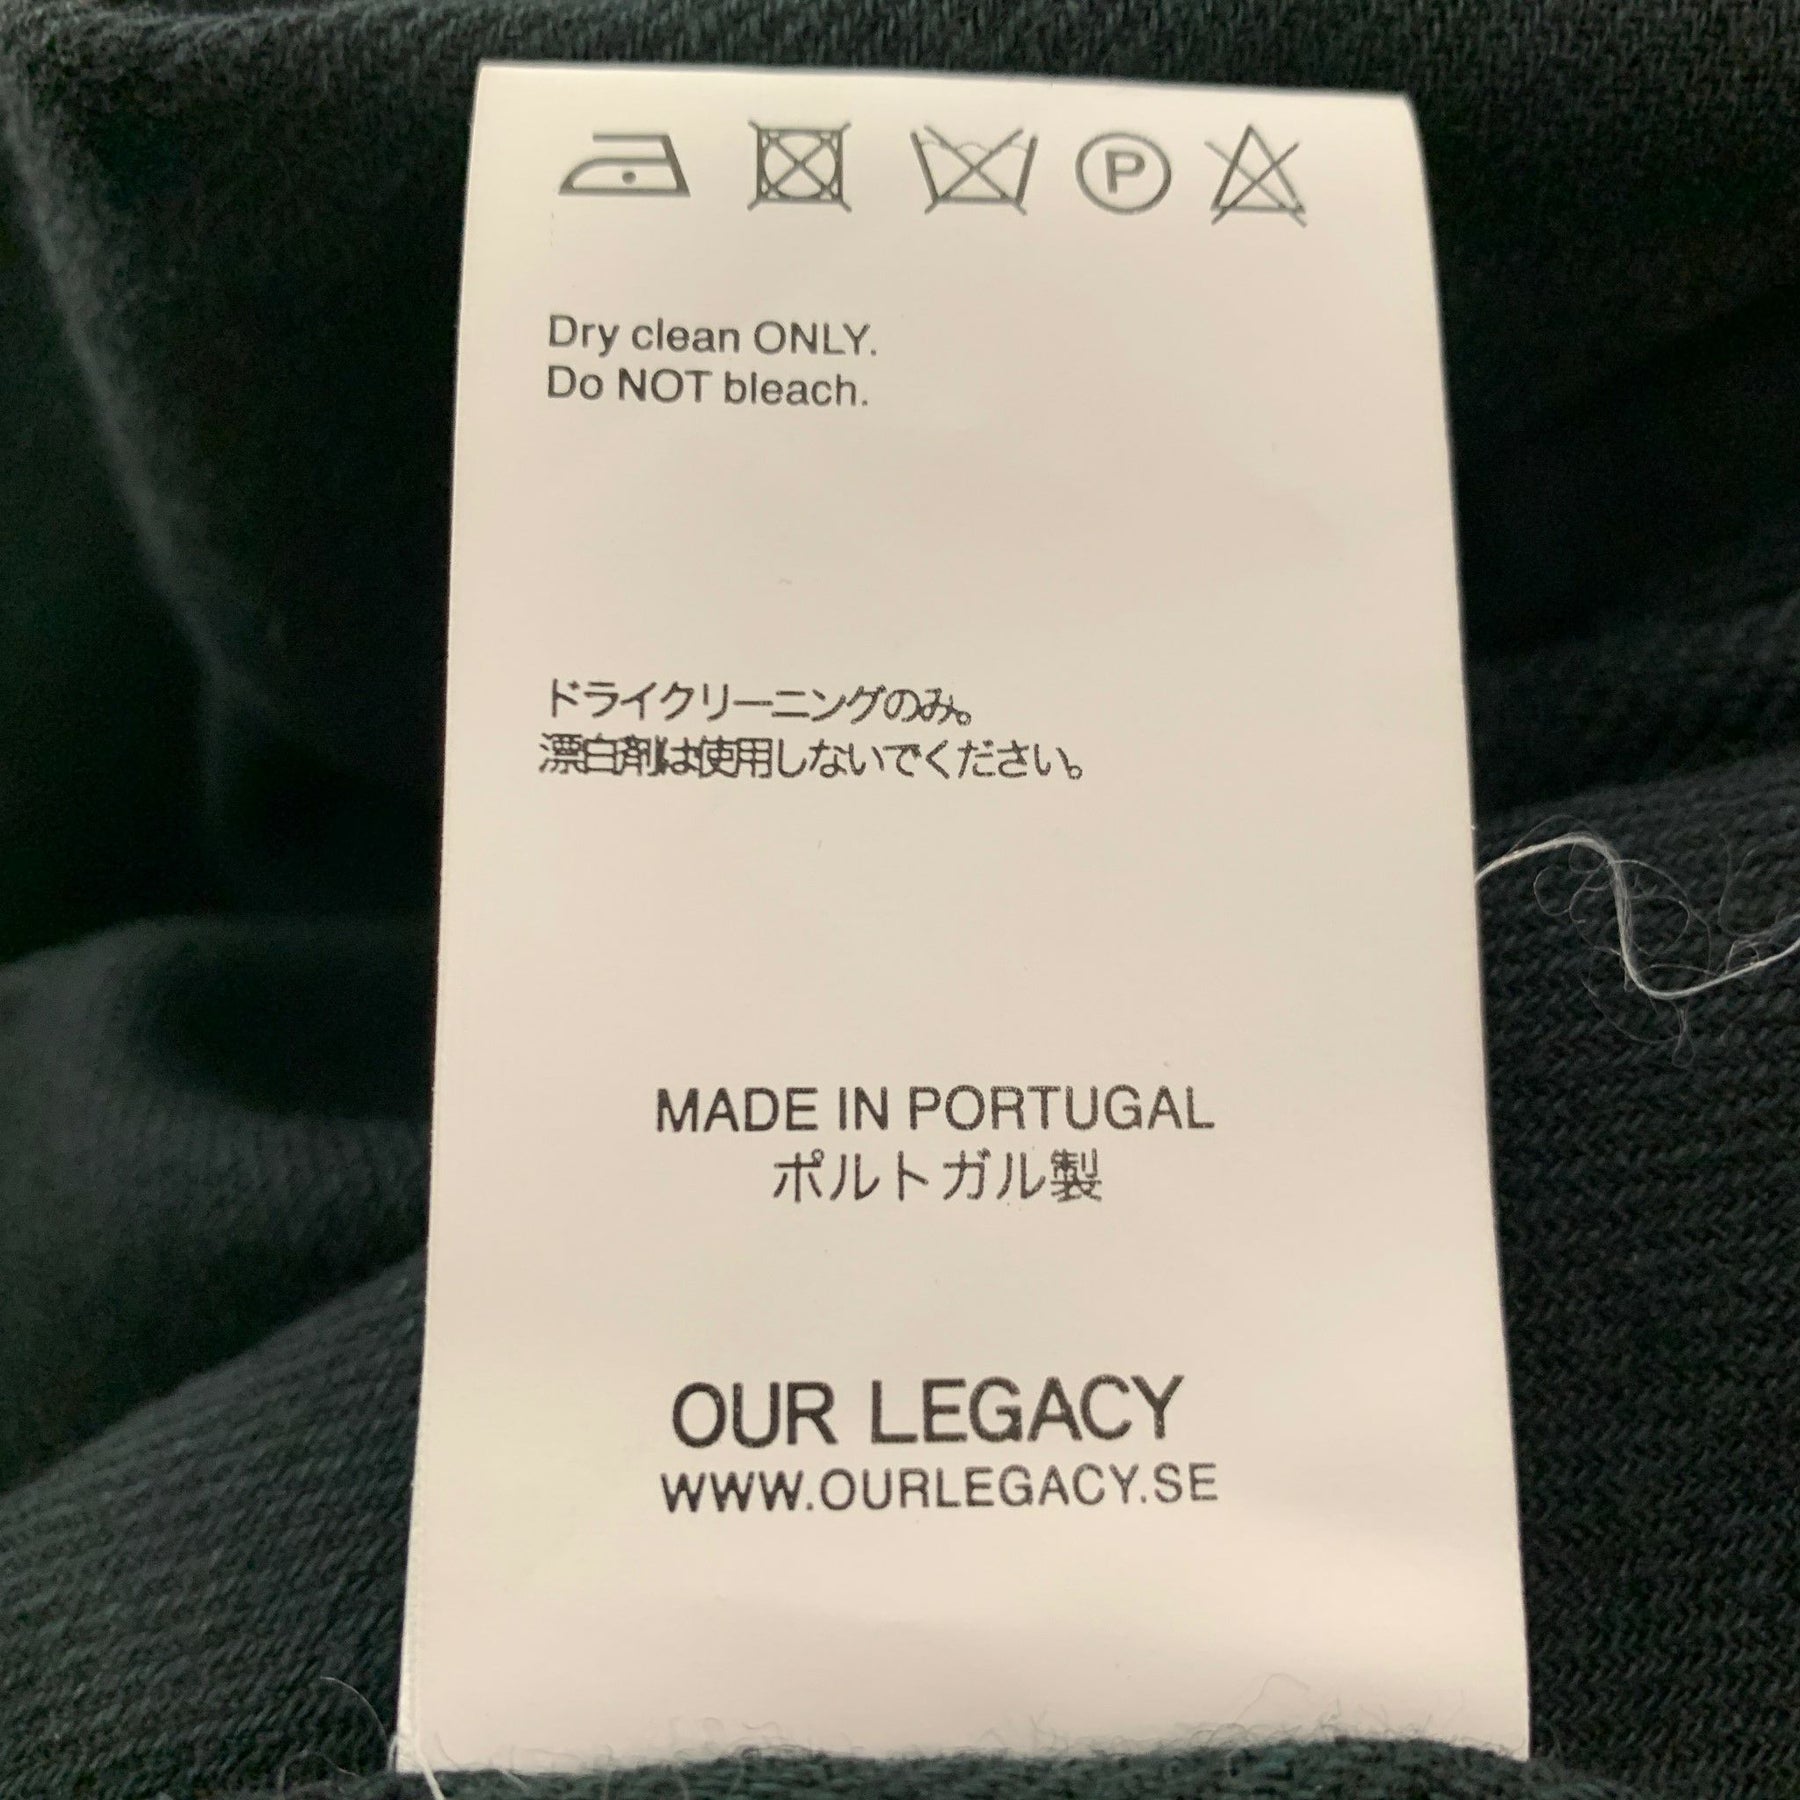 P
Dry clean ONLY.
Do NOT bleach.
ドライクリーニングのみ。
漂白剤は使用しないでください。
MADE IN PORTUGAL
ポルトガル製
OUR LEGACY
WWW.OURLEGACY.SE